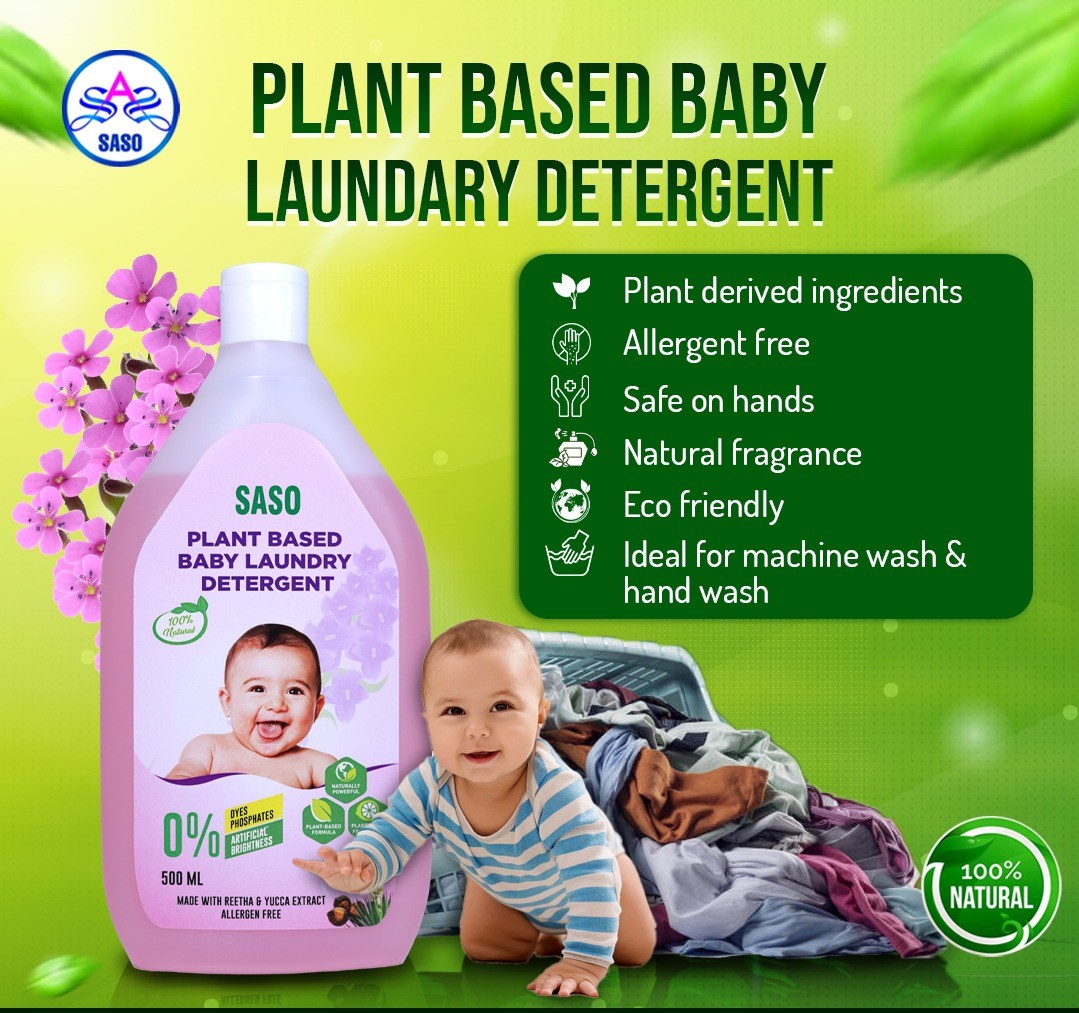 SASO
PLANT BASED BABY
LAUNDARY DETERGENT
Plant derived ingredients
Allergent free
Safe on hands
Natural fragrance
Eco friendly
Ideal for machine wash &
hand wash
SASO
PLANT BASED
BABY LAUNDRY
DETERGENT
100%
Natural
NATURALLY
POWERFUL
PLANT-BASED
FORMULA
0%
DYES
PHOSPHATES
ARTIFICIAL
BRIGHTNESS
500 ML
MADE WITH REETHA & YUCCA EXTRACT
ALLERGEN FREE
100%
NATURAL